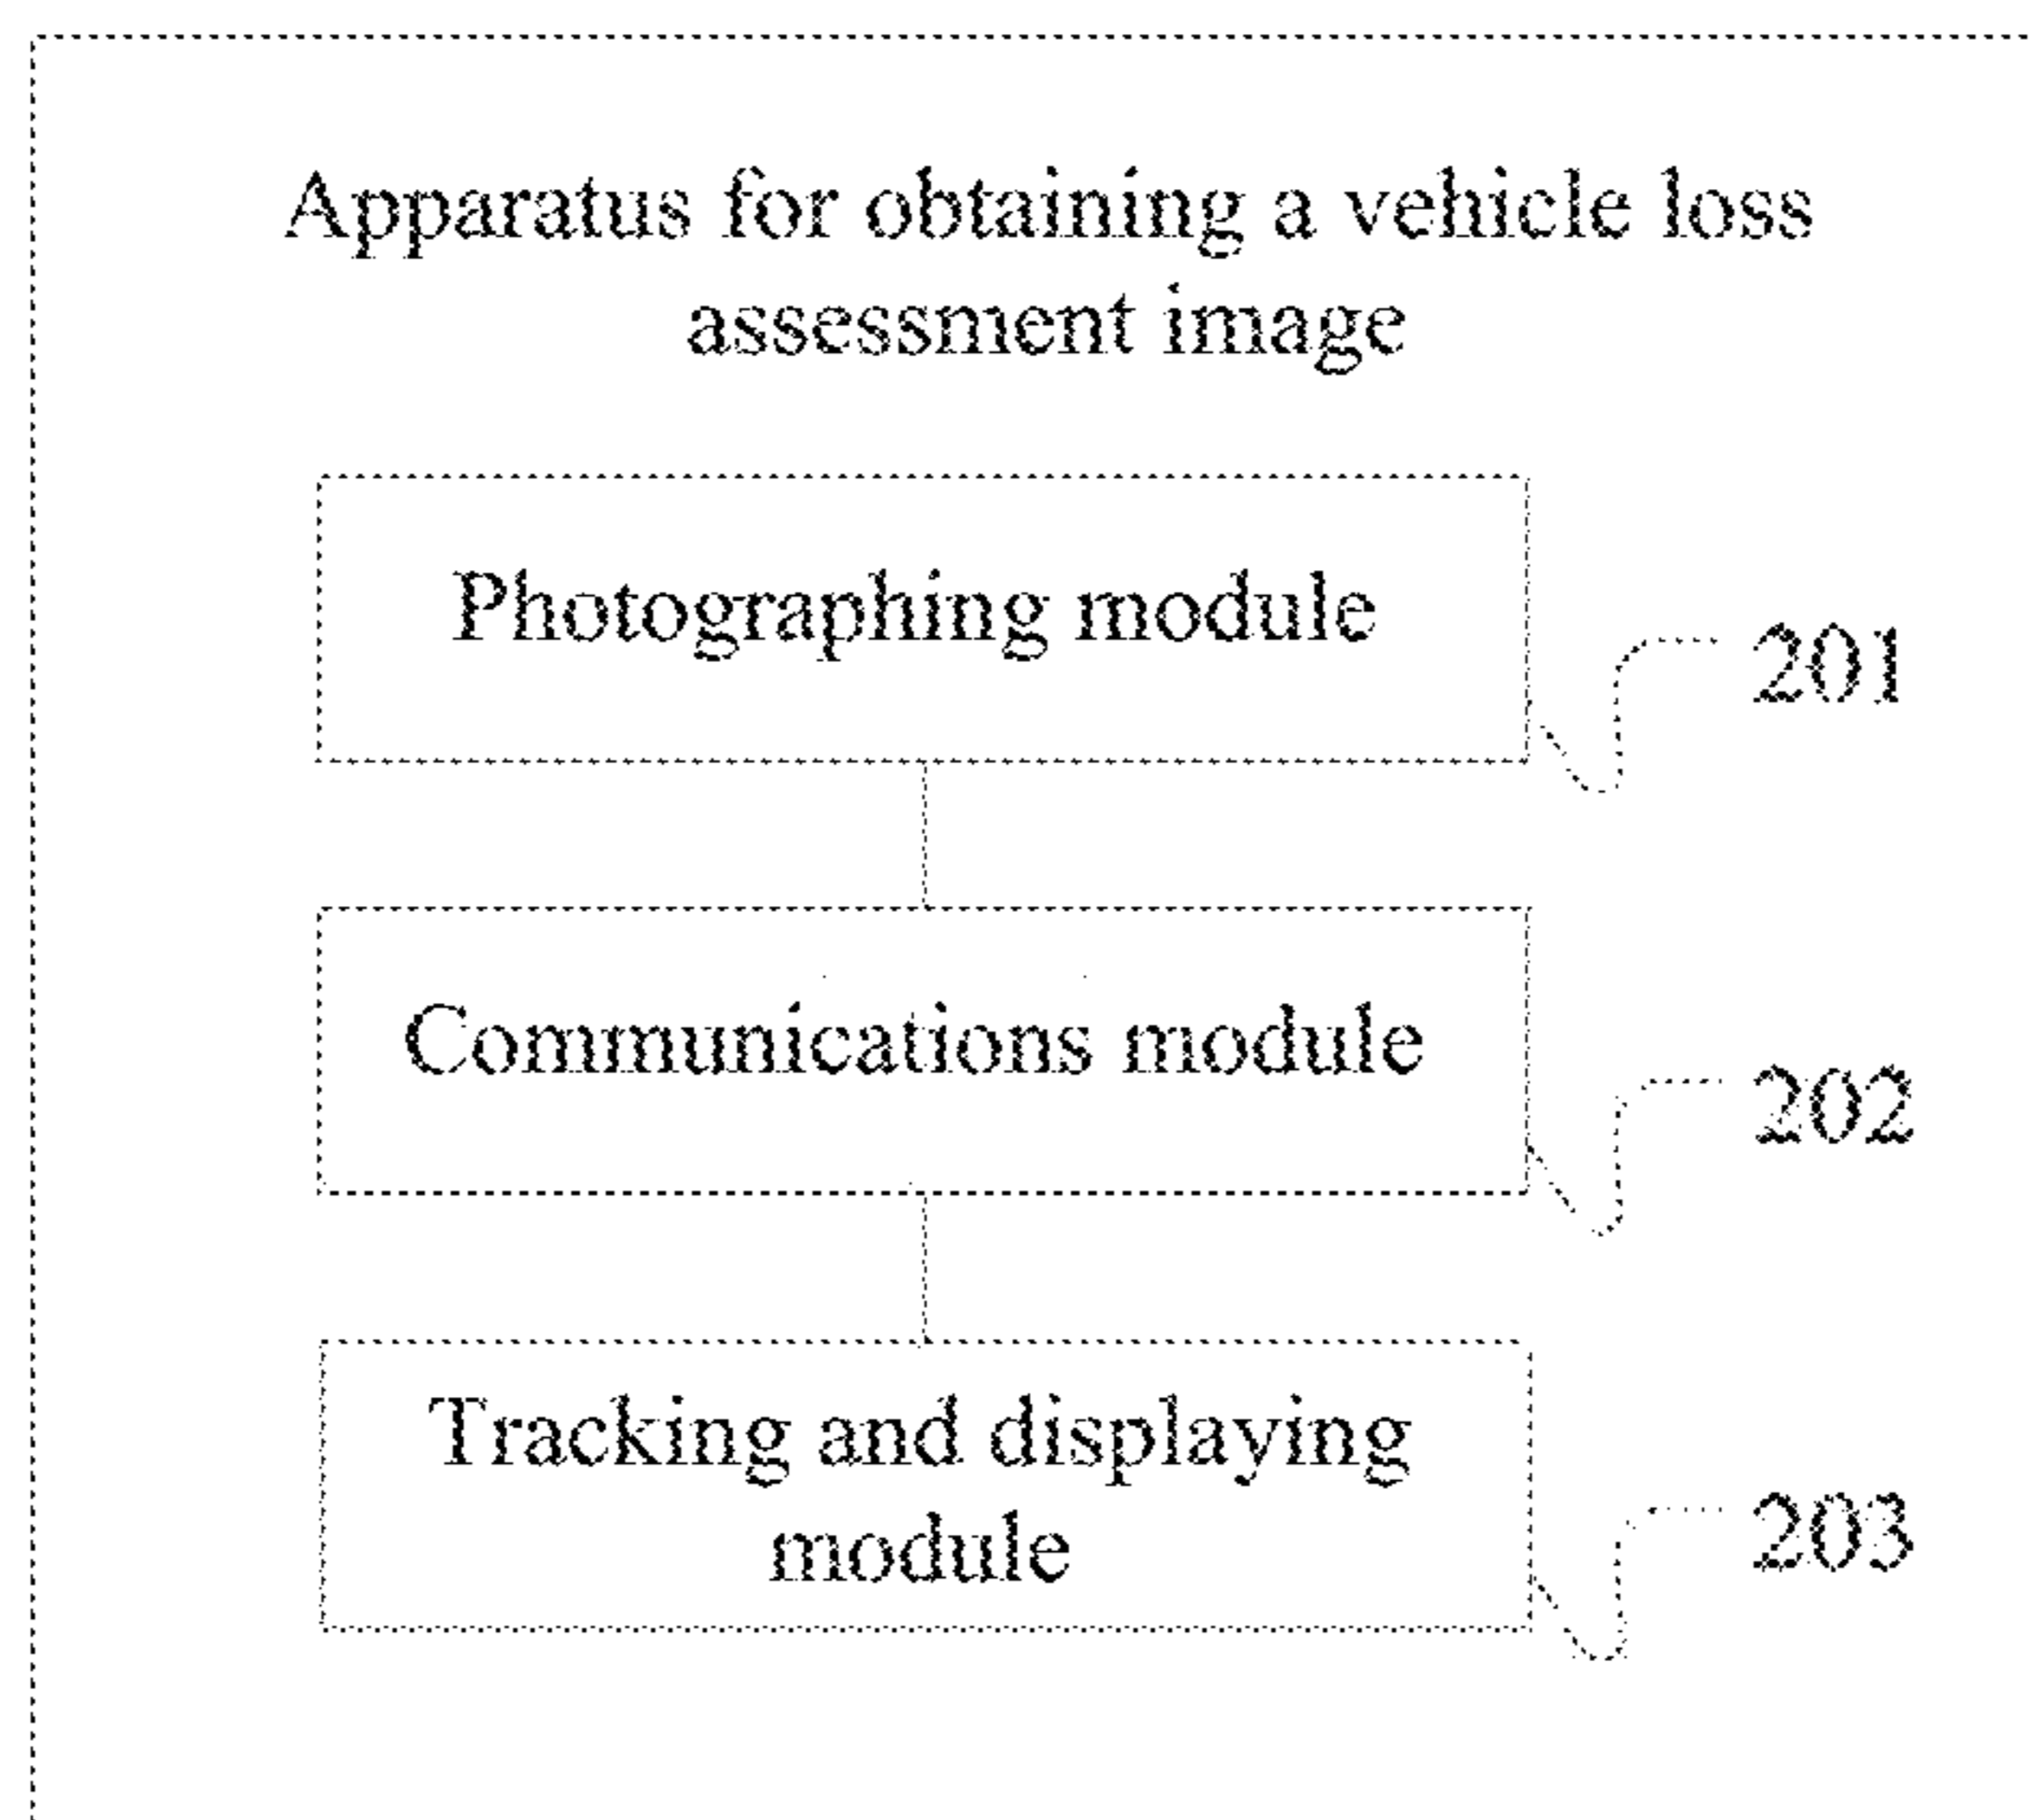 Apparatus for obtaining a vehicle loss
assessment image
Photographing module
201
Communications module
202
Tracking and displaying
module
203